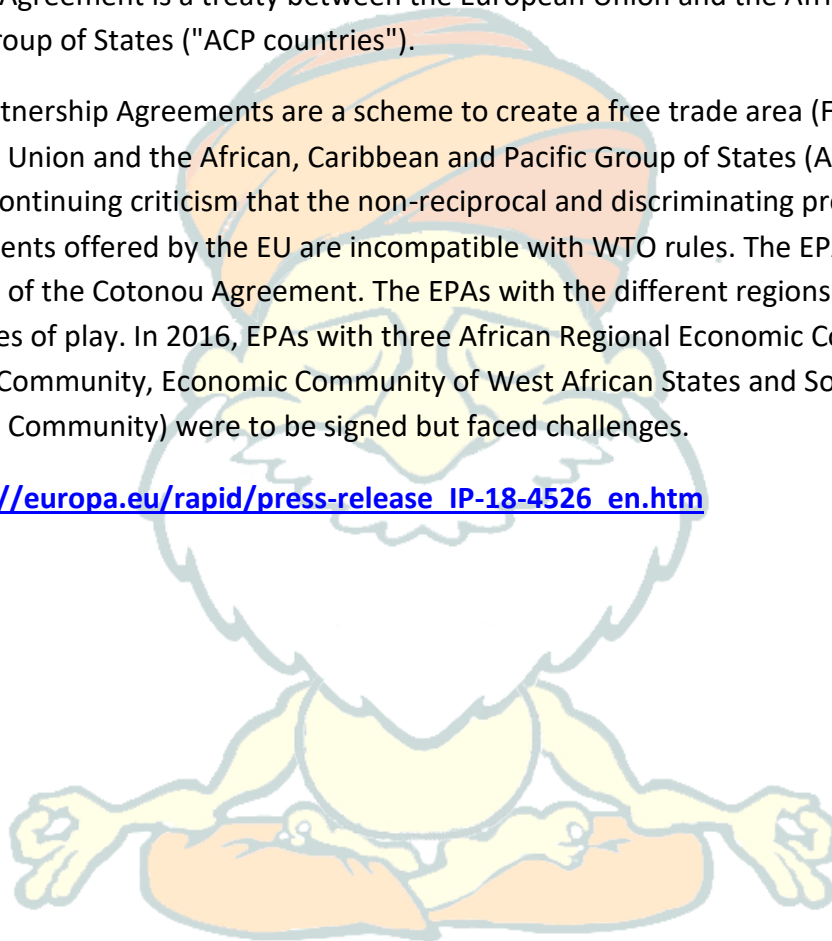 Agreement is a treaty between the European Union and the
roup of States ("ACP countries").
tnership Agreements are a scheme to create a free trade area (F
Union and the African, Caribbean and Pacific Group of States (A
ontinuing criticism that the non-reciprocal and discriminating pr
ents offered by the EU are incompatible with WTO rules. The EPA
of the Cotonou Agreement. The EPAs with the different regions
es of play. In 2016, EPAs with three African Regional Economic Co
Community, Economic Community of West African States and So
Community) were to be signed but faced challenges.
//europa.eu/rapid/press-release_IP-18-4526_en.htm